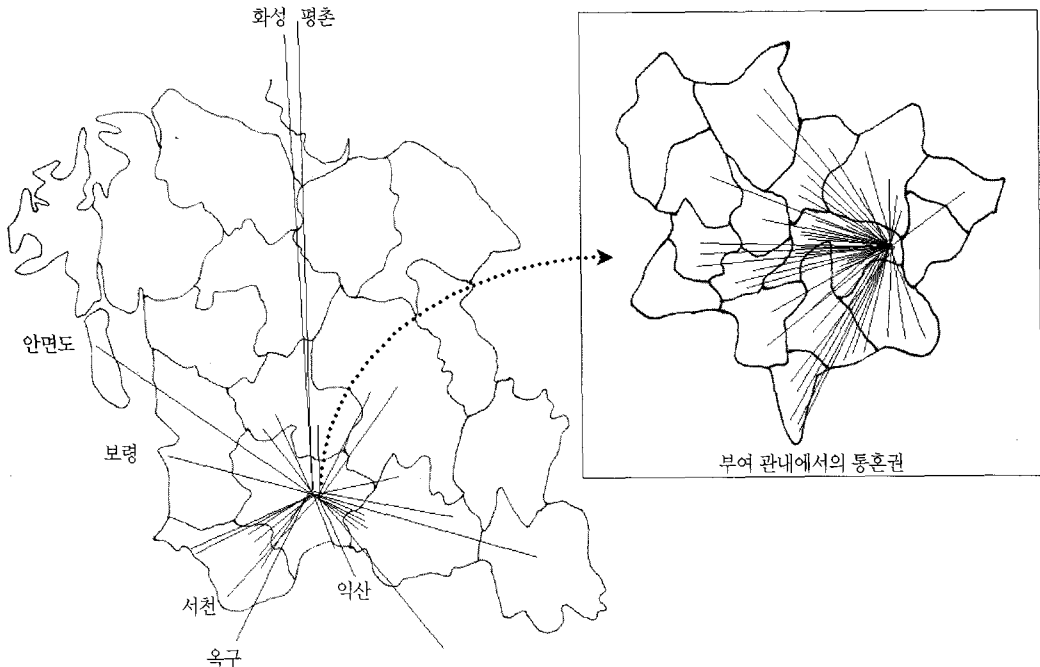 화성 평촌
안면도
보령
부여 관내에서의 통혼권
익산
서천
옥구